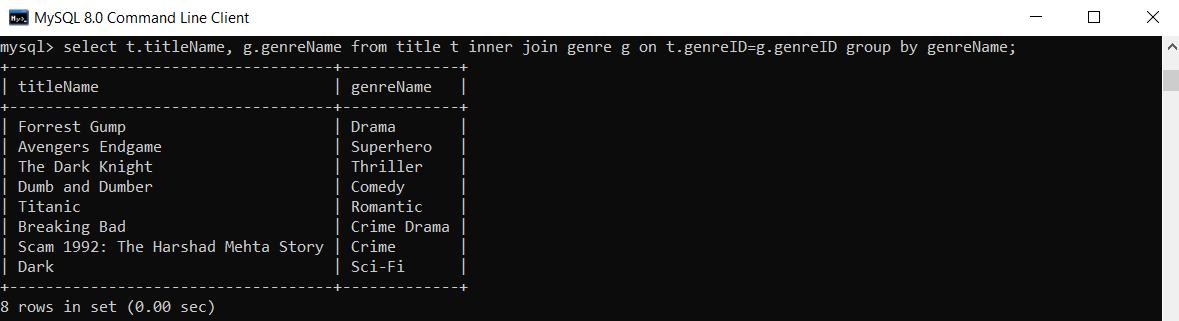 MySQL 8.0 Command Line Client
mysql> select t.titleName, g.genreName from title t inner join genre g on t.genreID=g.genreID group by genreName;
+-----------------------------------+-------------+
| titleName                         | genreName   |
+-----------------------------------+-------------+
| Forrest Gump                      | Drama       |
| Avengers Endgame                  | Superhero   |
| The Dark Knight                   | Thriller    |
| Dumb and Dumber                   | Comedy      |
| Titanic                           | Romantic    |
| Breaking Bad                      | Crime Drama |
| Scam 1992: The Harshad Mehta Story | Crime       |
| Dark                              | Sci-Fi      |
+-----------------------------------+-------------+
8 rows in set (0.00 sec)